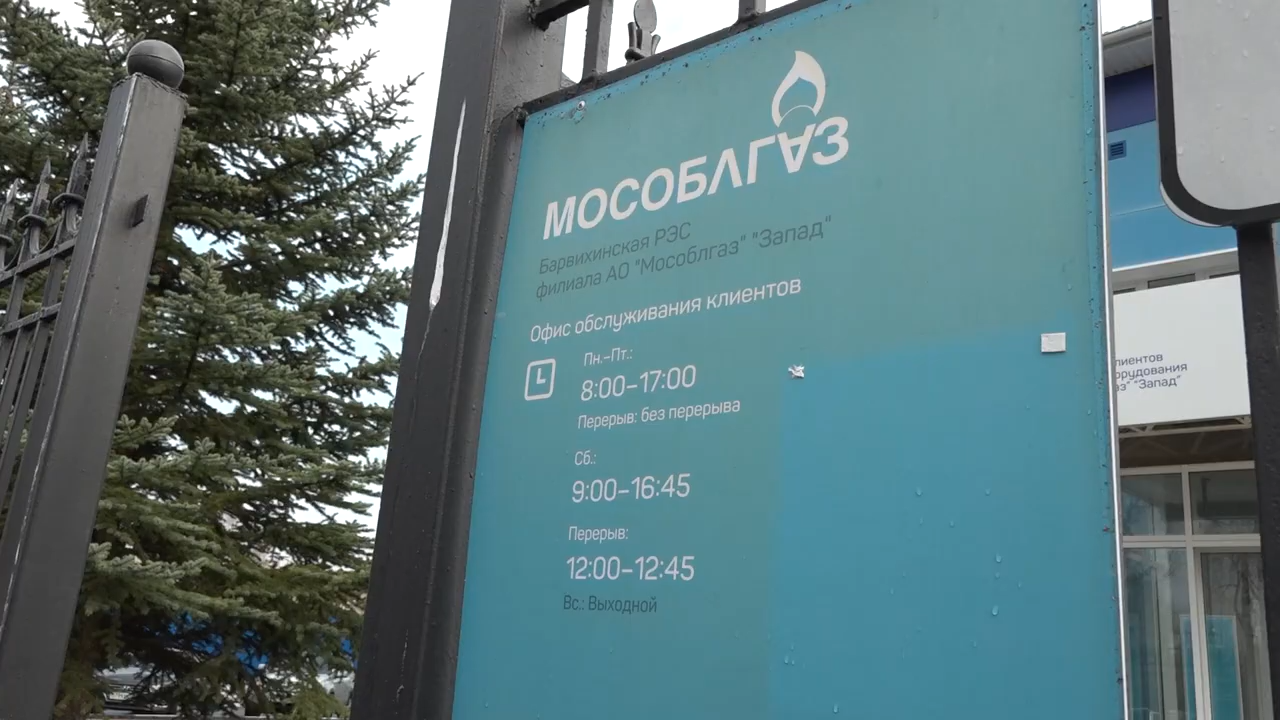 МОСОБЛГАЗ
Барвихинская РЭС
филиала АО "Мособлгаз" "Запад"
Офис обслуживания клиентов
Пн.-Пт.:
8:00-17:00
Перерыв: без перерыва
Сб.:
9:00-16:45
Перерыв:
12:00-12:45
Вс.: Выходной
"Запад"